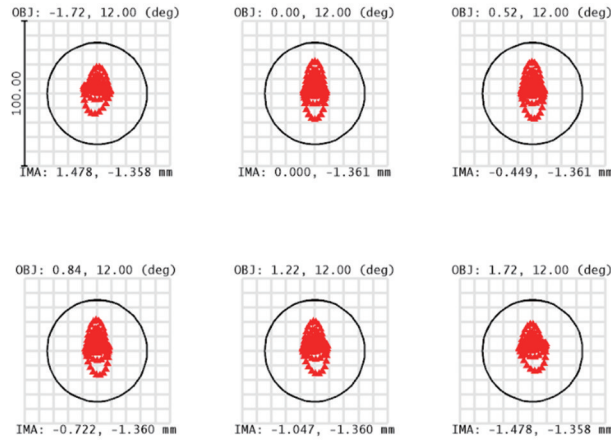 OBJ: -1.72, 12.00 (deg)
OBJ: 0.00, 12.00 (deg)
OBJ: 0.52, 12.00 (deg)
100.00
IMA: 1.478, -1.358 mm
IMA: 0.000, -1.361 mm
IMA: -0.449, -1.361 mm
OBJ: 0.84, 12.00 (deg)
OBJ: 1.22, 12.00 (deg)
OBJ: 1.72, 12.00 (deg)
IMA: -0.722, -1.360 mm
IMA: -1.047, -1.360 mm
IMA: -1.478, -1.358 mm